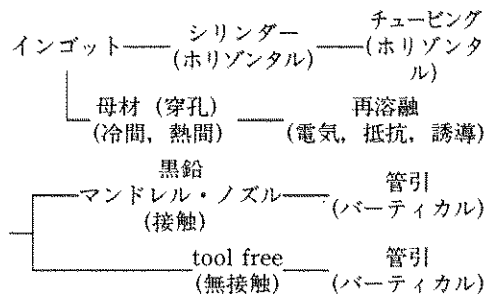 インゴット
シリンダー
(ホリゾンタル)
チュービング
(ホリゾンタ
ル)
母材 (穿孔)
(冷間, 熱間)
再溶融
(電気, 抵抗, 誘導)
黒鉛
マンドレル・ノズル
(接触)
管引
(バーティカル)
tool free
(無接触)
管引
(バーティカル)